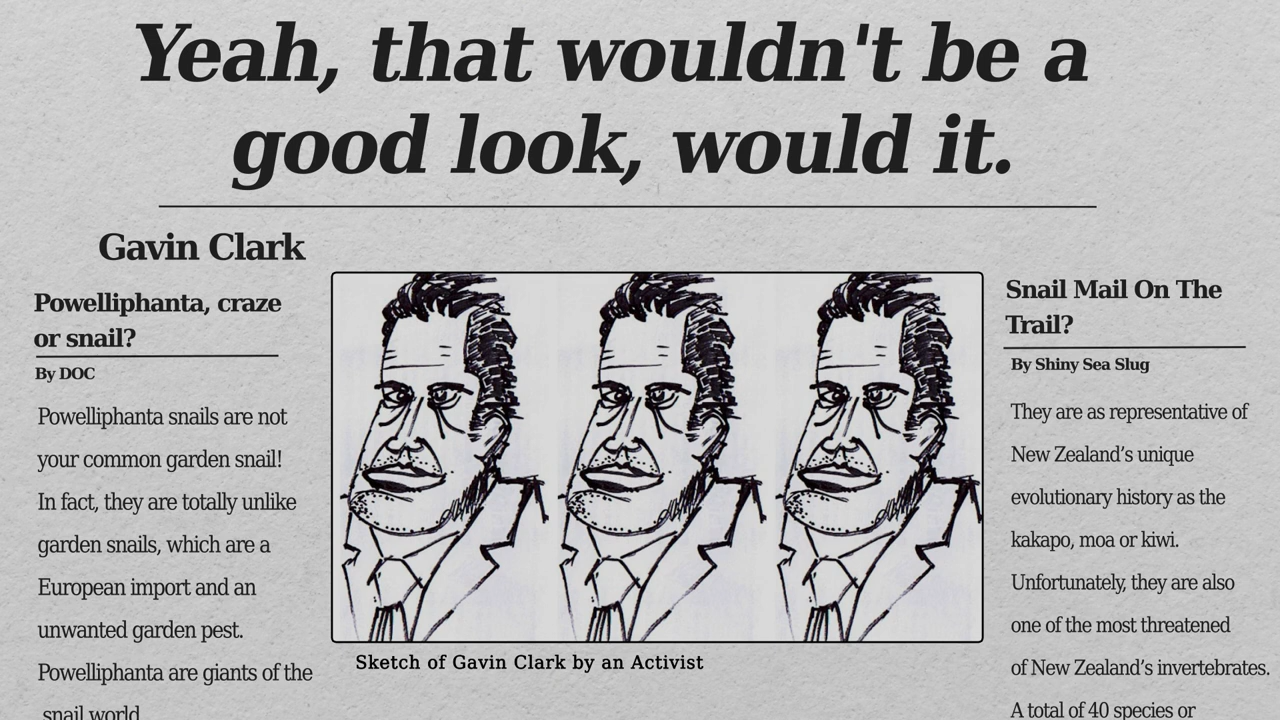 Yeah, that wouldn't be a
good look, would it.
Gavin Clark
Powelliphanta, craze
or snail?
By DOC
Powelliphanta snails are not
your common garden snail!
In fact, they are totally unlike
garden snails, which are a
European import and an
unwanted garden pest.
Powelliphanta are giants of the
snail world
Sketch of Gavin Clark by an Activist
Snail Mail On The
Trail?
By Shiny Sea Slug
They are as representative of
New Zealand’s unique
evolutionary history as the
kakapo, moa or kiwi.
Unfortunately, they are also
one of the most threatened
of New Zealand’s invertebrates.
A total of 40 species or